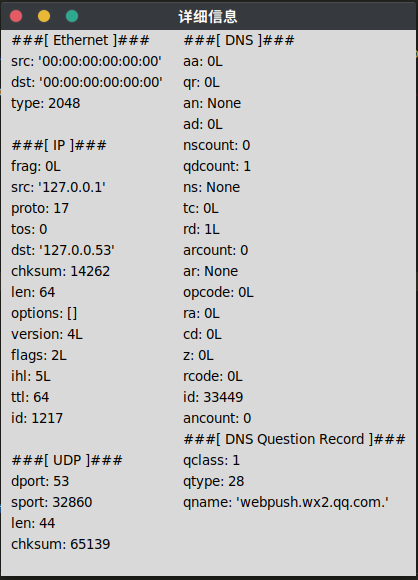 详细信息
###[ Ethernet ]###
src: '00:00:00:00:00:00'
dst: '00:00:00:00:00:00'
type: 2048
###[ IP ]###
frag: 0L
src: '127.0.0.1'
proto: 17
tos: 0
dst: '127.0.0.53'
chksum: 14262
len: 64
options: []
version: 4L
flags: 2L
ihl: 5L
ttl: 64
id: 1217
###[ UDP ]###
dport: 53
sport: 32860
len: 44
chksum: 65139
###[ DNS ]###
aa: 0L
qr: 0L
an: None
ad: 0L
nscount: 0
qdcount: 1
ns: None
tc: 0L
rd: 1L
arcount: 0
ar: None
opcode: 0L
ra: 0L
cd: 0L
z: 0L
rcode: 0L
id: 33449
ancount: 0
###[ DNS Question Record ]###
qclass: 1
qtype: 28
qname: 'webpush.wx2.qq.com.'